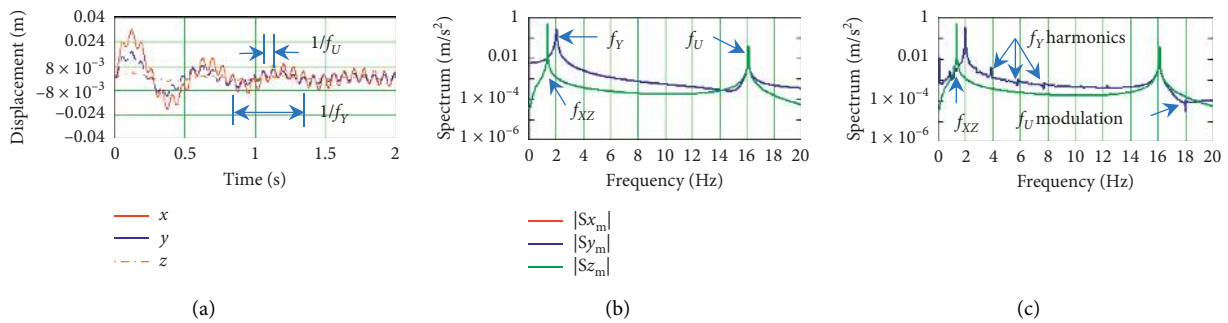 0.04
0.024
8 × 10⁻³
−8 × 10⁻³
−0.024
−0.04
Displacement (m)
1/f_U
1/f_Y
0
0.5
1
1.5
2
Time (s)
x
y
z
(a)
1
0.01
1 × 10⁻⁴
1 × 10⁻⁶
Spectrum (m/s²)
f_Y
f_U
f_XZ
0 2 4 6 8 10 12 14 16 18 20
Frequency (Hz)
|Sx_m|
|Sy_m|
|Sz_m|
(b)
1
0.01
1 × 10⁻⁴
1 × 10⁻⁶
Spectrum (m/s²)
f_Y harmonics
f_XZ
f_U modulation
0 2 4 6 8 10 12 14 16 18 20
Frequency (Hz)
(c)